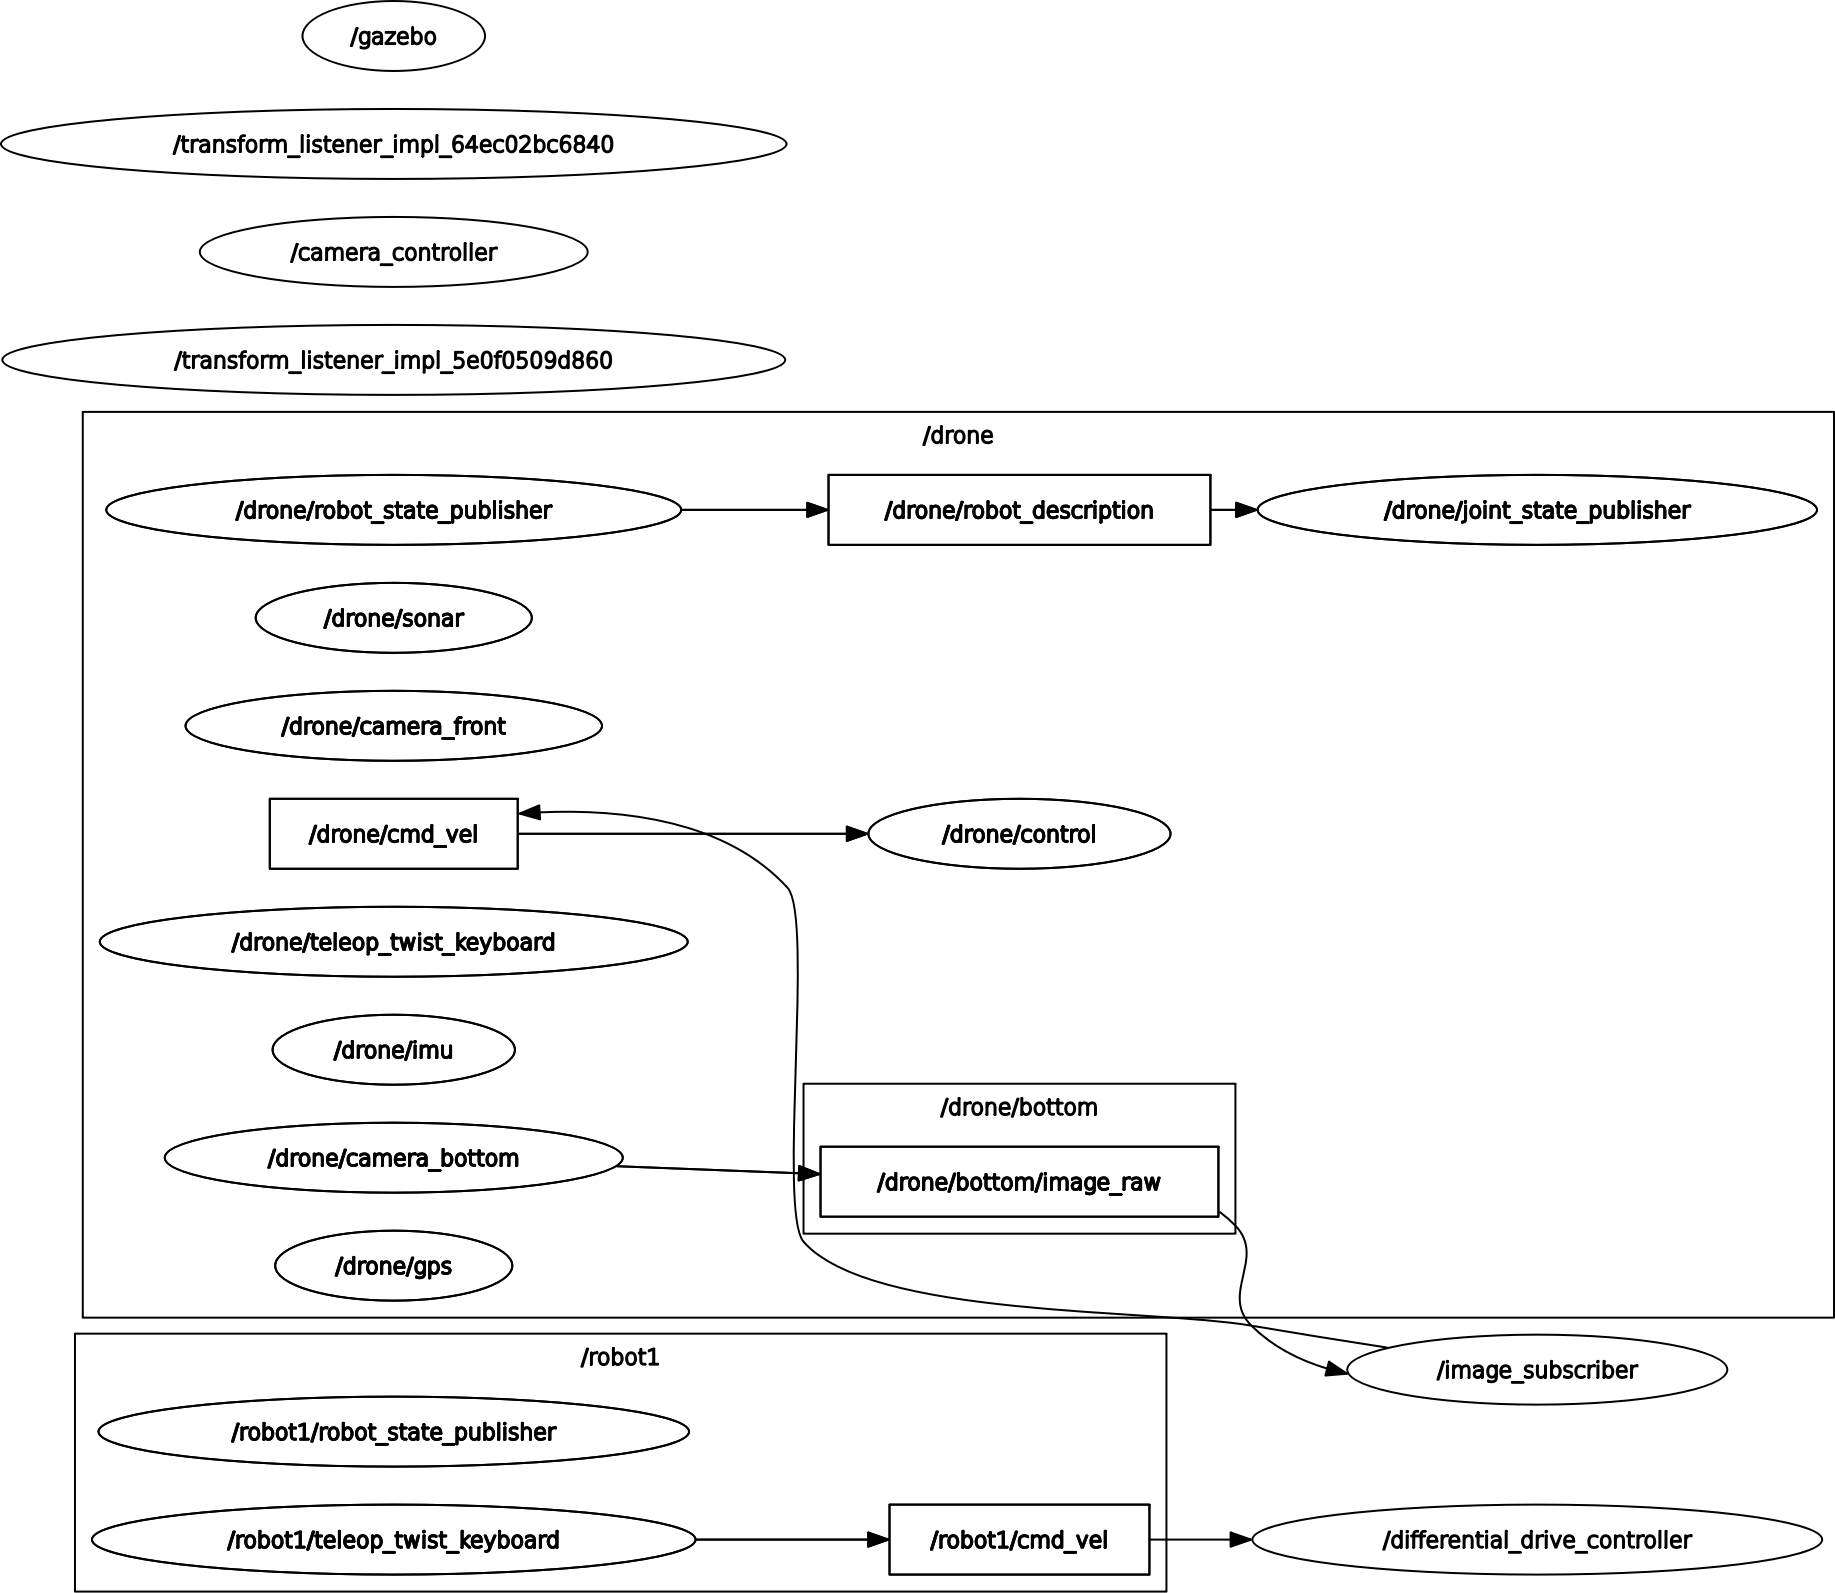 /gazebo
/transform_listener_impl_64ec02bc6840
/camera_controller
/transform_listener_impl_5e0f0509d860
/drone
/drone/robot_state_publisher
/drone/robot_description
/drone/joint_state_publisher
/drone/sonar
/drone/camera_front
/drone/cmd_vel
/drone/control
/drone/teleop_twist_keyboard
/drone/imu
/drone/bottom
/drone/camera_bottom
/drone/bottom/image_raw
/drone/gps
/robot1
/image_subscriber
/robot1/robot_state_publisher
/robot1/teleop_twist_keyboard
/robot1/cmd_vel
/differential_drive_controller